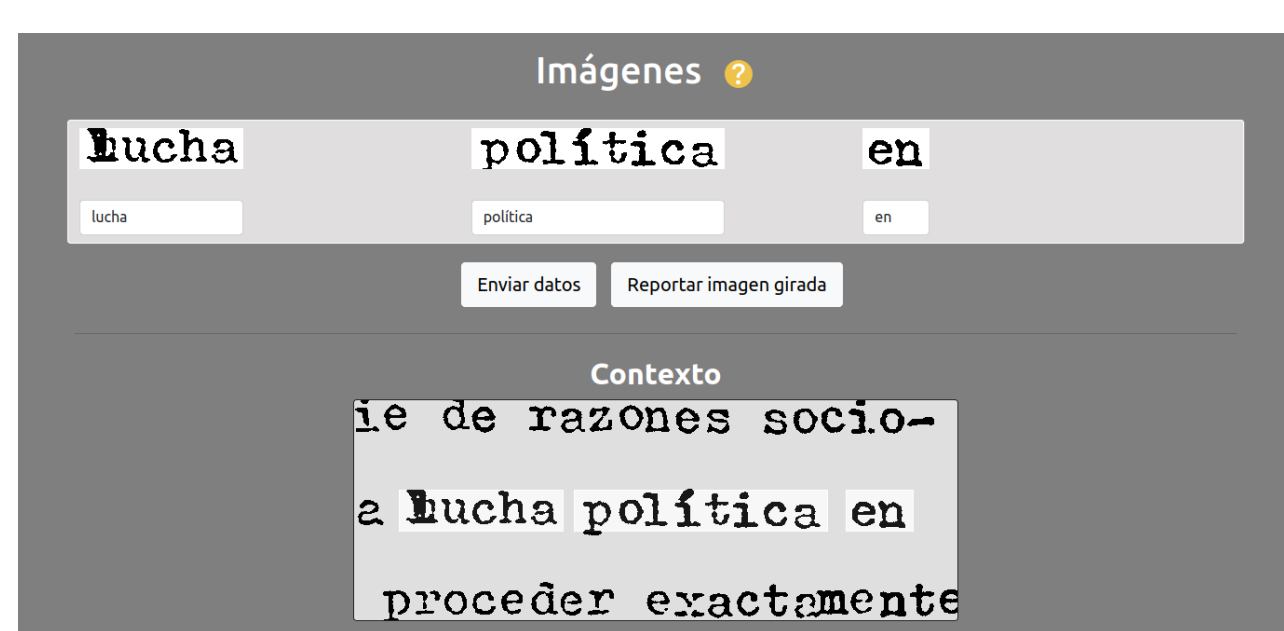 Imágenes ?
lucha política en
lucha política en
Enviar datos Reportar imagen girada
Contexto
ie de razones socio-
a lucha política en
proceder exactamente